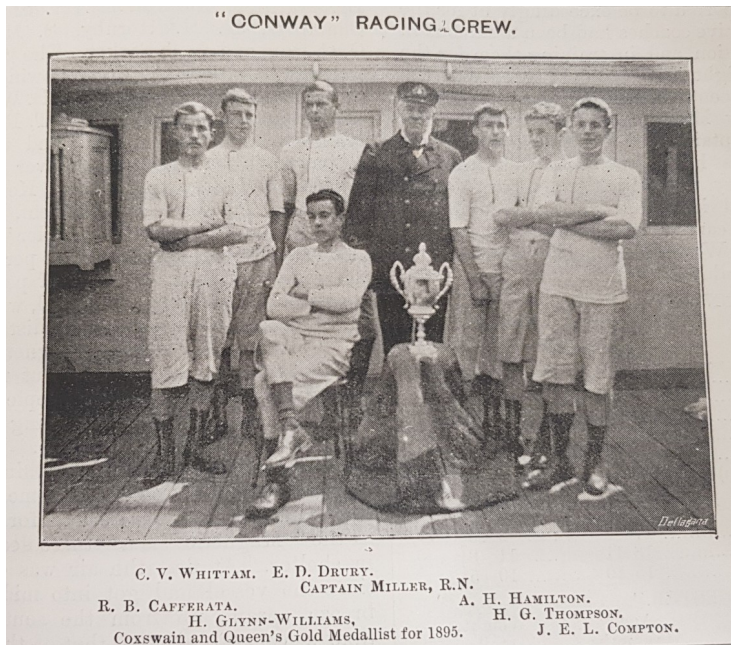 "CONWAY" RACING CREW.
Dellagana
C. V. WHITTAM. E. D. DRURY.
CAPTAIN MILLER, R.N.
R. B. CAFFERATA.
A. H. HAMILTON.
H. GLYNN-WILLIAMS,
H. G. THOMPSON.
Coxswain and Queen's Gold Medallist for 1895.
J. E. L. COMPTON.